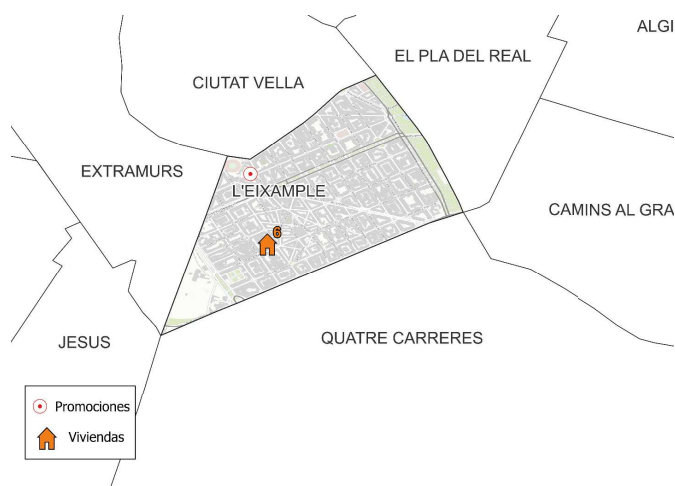 ALGI
EL PLA DEL REAL
CIUTAT VELLA
EXTRAMURS
L'EIXAMPLE
CAMINS AL GRA
6
QUATRE CARRERES
JESUS
Promociones
Viviendas